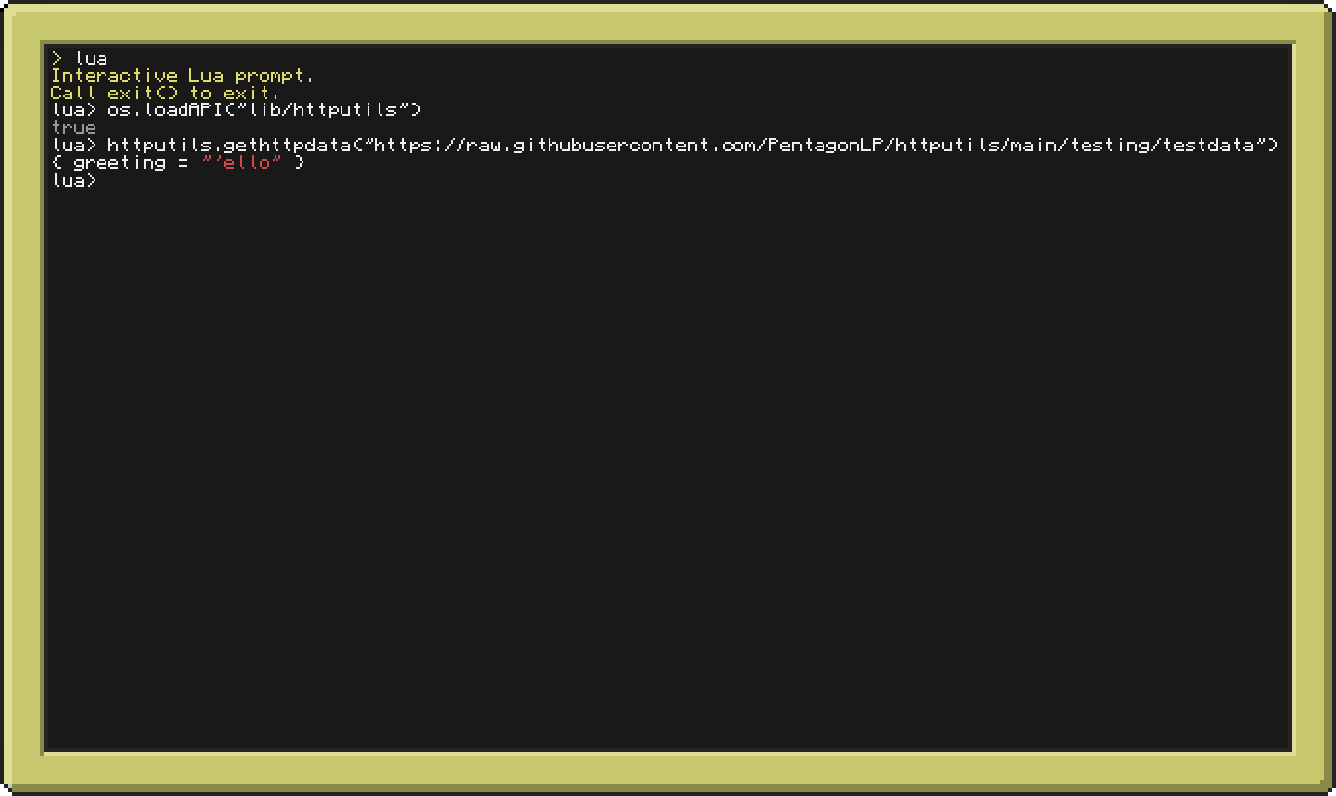 > lua
Interactive Lua prompt.
Call exit() to exit.
lua> os.loadAPI("lib/httputils")
true
lua> httputils.gethttpdata("https://raw.githubusercontent.com/PentagonLP/httputils/main/testing/testdata")
{ greeting = "'ello" }
lua>